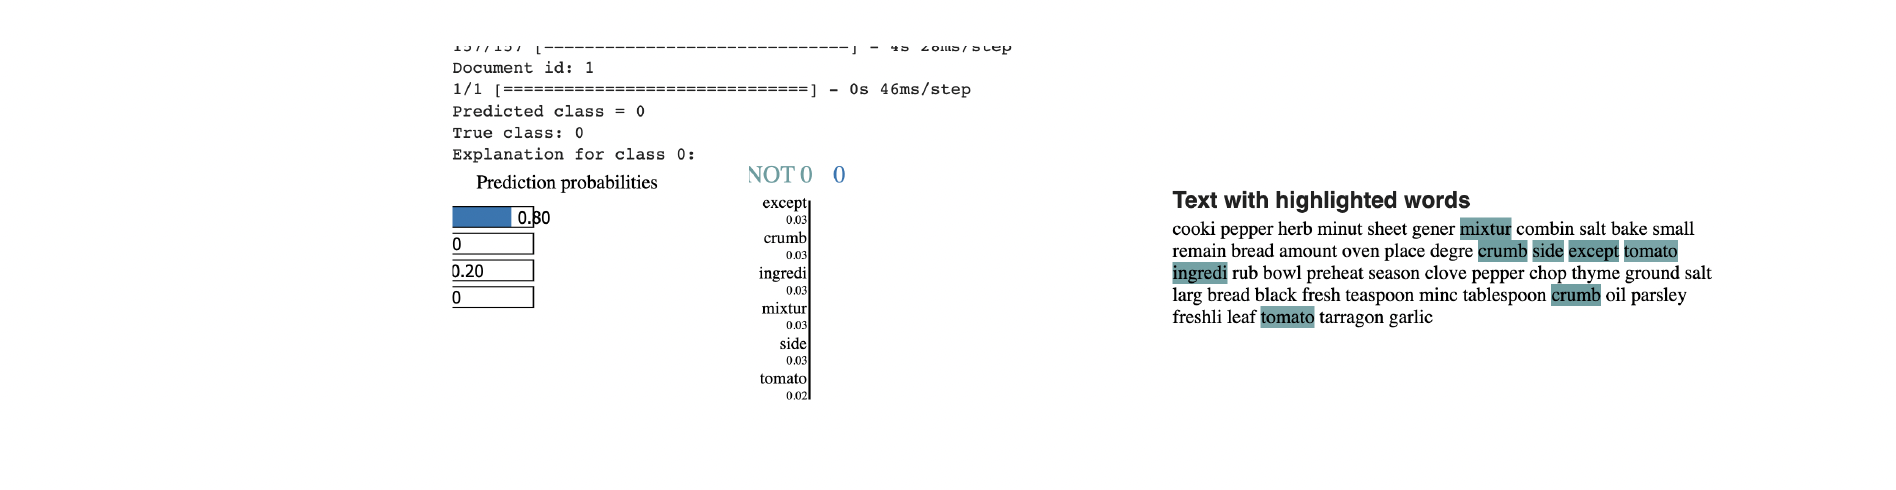 157/157 [==============================] - 4s 28ms/step
Document id: 1
1/1 [==============================] - 0s 46ms/step
Predicted class = 0
True class: 0
Explanation for class 0:
Prediction probabilities
0.80
0
0.20
0
NOT 0 0
except
0.03
crumb
0.03
ingredi
0.03
mixtur
0.03
side
0.03
tomato
0.02
Text with highlighted words
cooki pepper herb minut sheet gener mixtur combin salt bake small
remain bread amount oven place degre crumb side except tomato
ingredi rub bowl preheat season clove pepper chop thyme ground salt
larg bread black fresh teaspoon minc tablespoon crumb oil parsley
freshli leaf tomato tarragon garlic